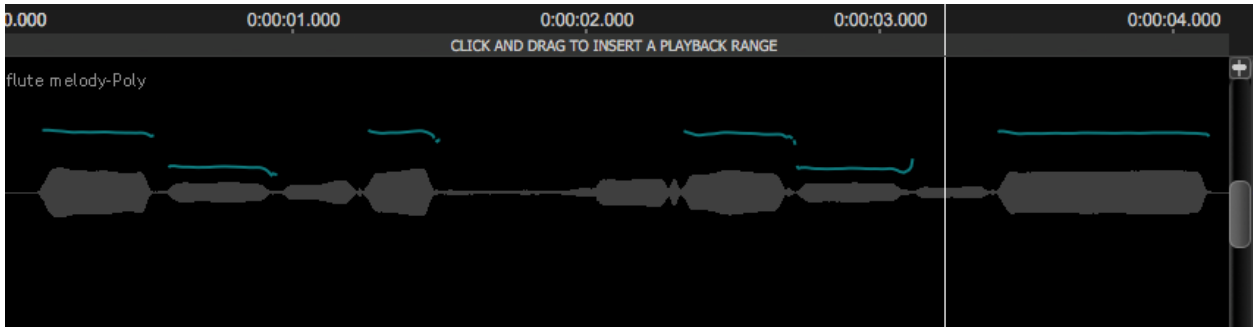 0.000 0:00:01.000 0:00:02.000 0:00:03.000 0:00:04.000
CLICK AND DRAG TO INSERT A PLAYBACK RANGE
flute melody-Poly